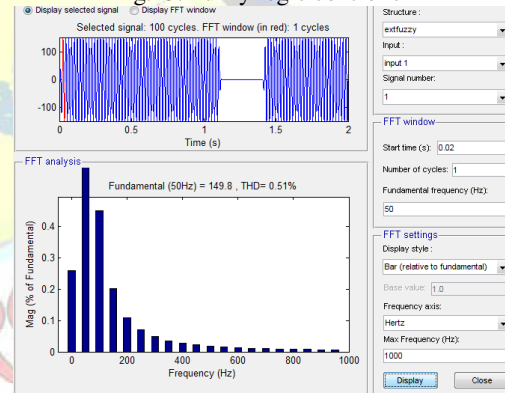 Display selected signal
Display FFT window
Selected signal: 100 cycles. FFT window (in red): 1 cycles
100
0
-100
0
0.5
1
1.5
2
Time (s)
FFT analysis
Fundamental (50Hz) = 149.8 , THD= 0.51%
0.4
0.3
0.2
0.1
0
Mag (% of Fundamental)
0
200
400
600
800
1000
Frequency (Hz)
Structure :
extfuzzy
Input :
input 1
Signal number:
1
FFT window
Start time (s): 0.02
Number of cycles: 1
Fundamental frequency (Hz):
50
FFT settings
Display style :
Bar (relative to fundamental)
Base value: 1.0
Frequency axis:
Hertz
Max Frequency (Hz):
1000
Display
Close